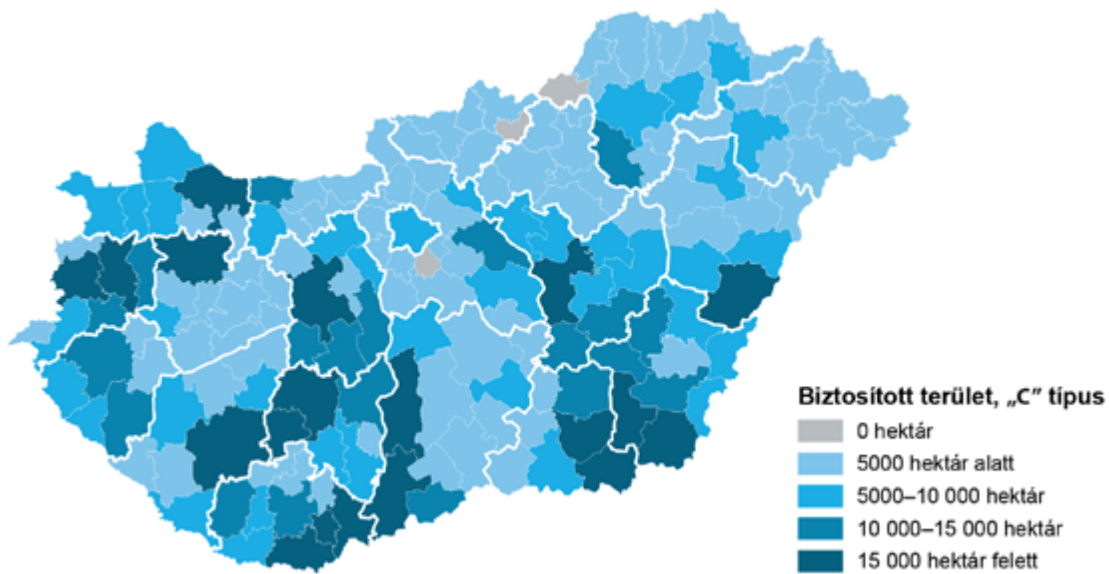 Biztosított terület, „C” típus
0 hektár
5000 hektár alatt
5000–10 000 hektár
10 000–15 000 hektár
15 000 hektár felett